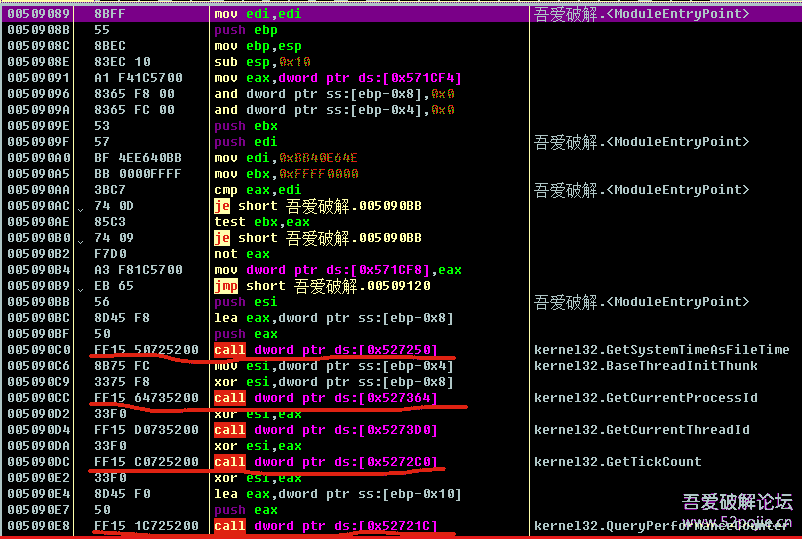 00509089 8BFF mov edi,edi 吾爱破解.<ModuleEntryPoint>
0050908B 55 push ebp
0050908C 8BEC mov ebp,esp
0050908E 83EC 10 sub esp,0x10
00509091 A1 F41C5700 mov eax,dword ptr ds:[0x571CF4]
00509096 8365 F8 00 and dword ptr ss:[ebp-0x8],0x0
0050909A 8365 FC 00 and dword ptr ss:[ebp-0x4],0x0
0050909E 53 push ebx
0050909F 57 push edi 吾爱破解.<ModuleEntryPoint>
005090A0 BF 4EE640BB mov edi,0xBB40E64E
005090A5 BB 0000FFFF mov ebx,0xFFFF0000
005090AA 3BC7 cmp eax,edi 吾爱破解.<ModuleEntryPoint>
005090AC 74 0D je short 吾爱破解.005090BB
005090AE 85C3 test ebx,eax
005090B0 74 09 je short 吾爱破解.005090BB
005090B2 F7D0 not eax
005090B4 A3 F81C5700 mov dword ptr ds:[0x571CF8],eax
005090B9 EB 65 jmp short 吾爱破解.00509120
005090BB 56 push esi 吾爱破解.<ModuleEntryPoint>
005090BC 8D45 F8 lea eax,dword ptr ss:[ebp-0x8]
005090BF 50 push eax
005090C0 FF15 50725200 call dword ptr ds:[0x527250] kernel32.GetSystemTimeAsFileTime
005090C6 8B75 FC mov esi,dword ptr ss:[ebp-0x4] kernel32.BaseThreadInitThunk
005090C9 3375 F8 xor esi,dword ptr ss:[ebp-0x8]
005090CC FF15 64735200 call dword ptr ds:[0x527364] kernel32.GetCurrentProcessId
005090D2 33F0 xor esi,eax
005090D4 FF15 D0735200 call dword ptr ds:[0x5273D0] kernel32.GetCurrentThreadId
005090DA 33F0 xor esi,eax
005090DC FF15 C0725200 call dword ptr ds:[0x5272C0] kernel32.GetTickCount
005090E2 33F0 xor esi,eax
005090E4 8D45 F0 lea eax,dword ptr ss:[ebp-0x10]
005090E7 50 push eax
005090E8 FF15 1C725200 call dword ptr ds:[0x52721C] kernel32.QueryPerformanceCounter
吾爱破解论坛
www.52pojie.cn